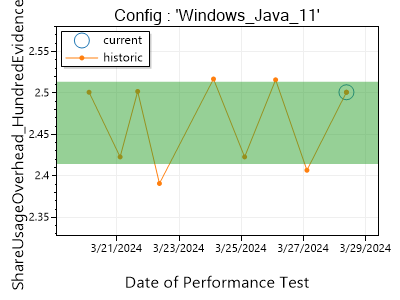 Config : 'Windows_Java_11'
current
historic
2.55
2.5
2.45
2.4
2.35
ShareUsageOverhead_HundredEvidence
3/21/2024 3/23/2024 3/25/2024 3/27/2024 3/29/2024
Date of Performance Test